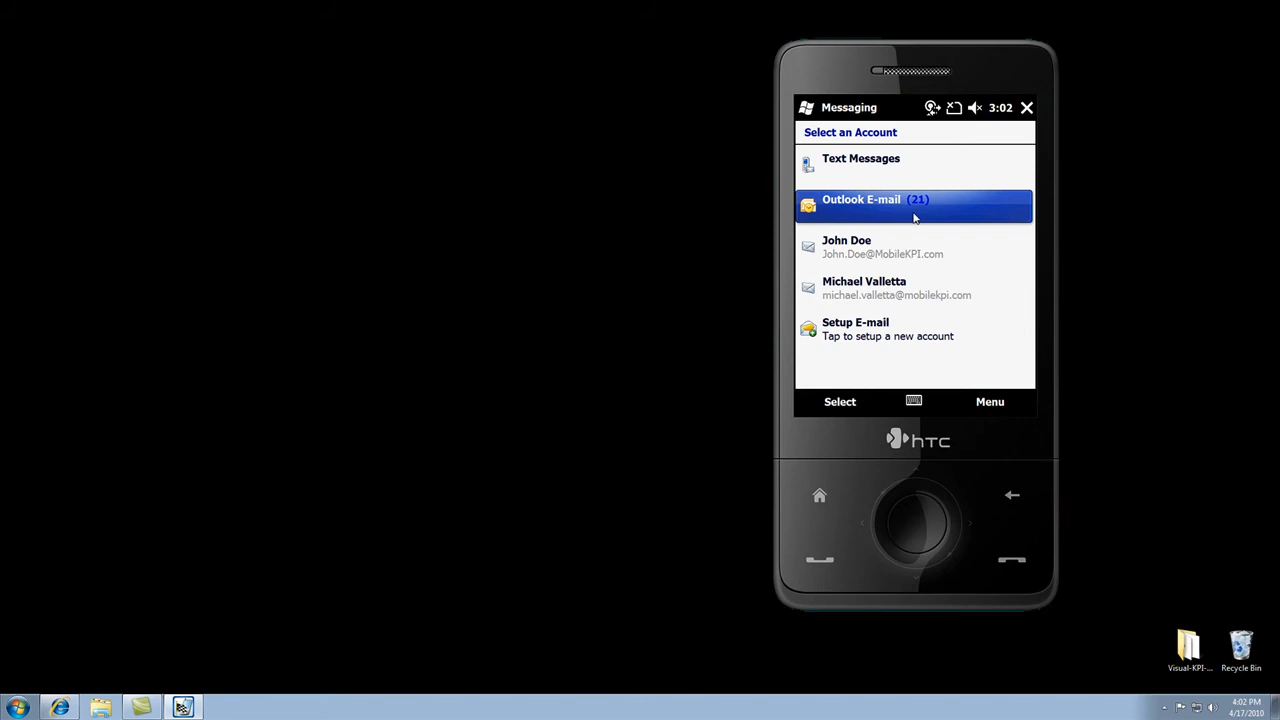 Messaging
3:02
Select an Account
Text Messages
Outlook E-mail (21)
John Doe
John.Doe@MobileKPI.com
Michael Valletta
michael.valletta@mobilekpi.com
Setup E-mail
Tap to setup a new account
Select
Menu
hTC
Visual-KPI-...
Recycle Bin
4:02 PM
4/17/2010